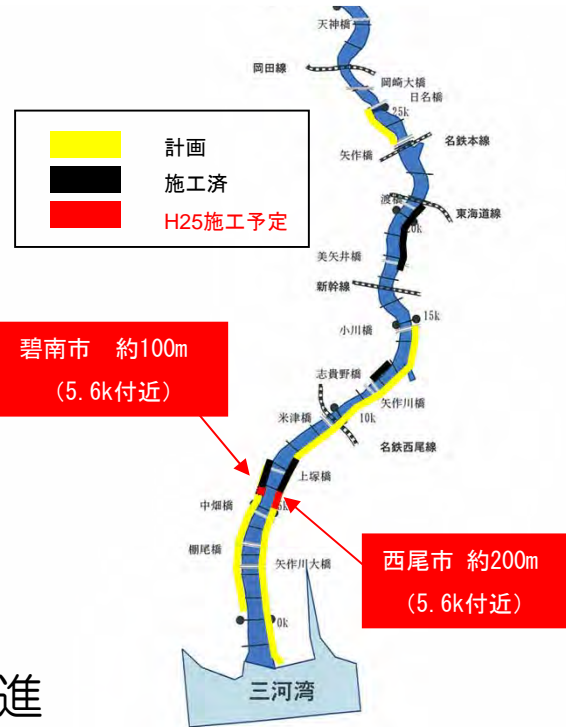 天神橋
岡田線
岡崎大橋
日名橋
25k
矢作橋
名鉄本線
計画
施工済
H25施工予定
渡橋
東海道線
20k
美矢井橋
新幹線
15k
小川橋
碧南市 約100m
（5.6k付近）
志貴野橋
矢作川橋
米津橋
10k
名鉄西尾線
上塚橋
中畑橋
5k
棚尾橋
矢作川大橋
西尾市 約200m
（5.6k付近）
0k
三河湾
進